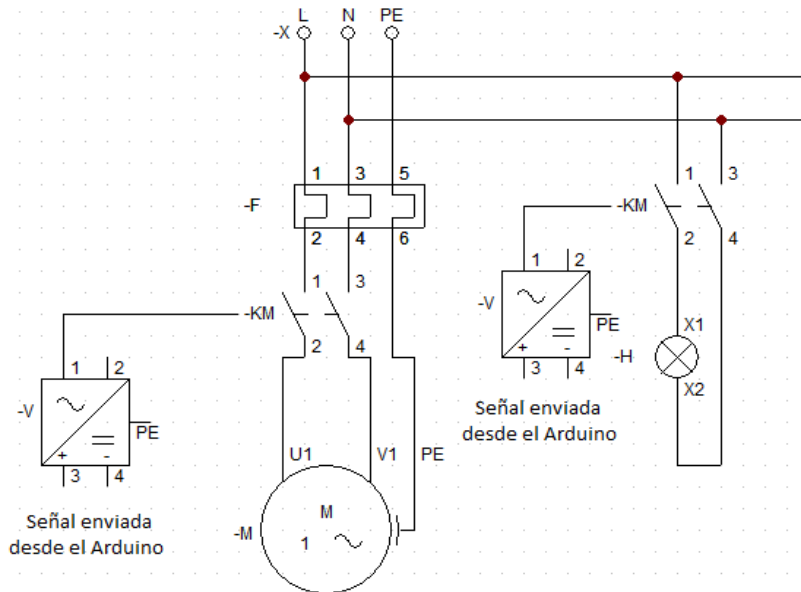 L N PE
-X
1 3 5
-F
2 4 6
1 3
-KM
2 4
1 2
-V
PE
+ -
3 4
Señal enviada
desde el Arduino
U1 V1 PE
M
-M
1
1 3
-KM
2 4
1 2
-V
PE
+ -
3 4
X1
-H
X2
Señal enviada
desde el Arduino